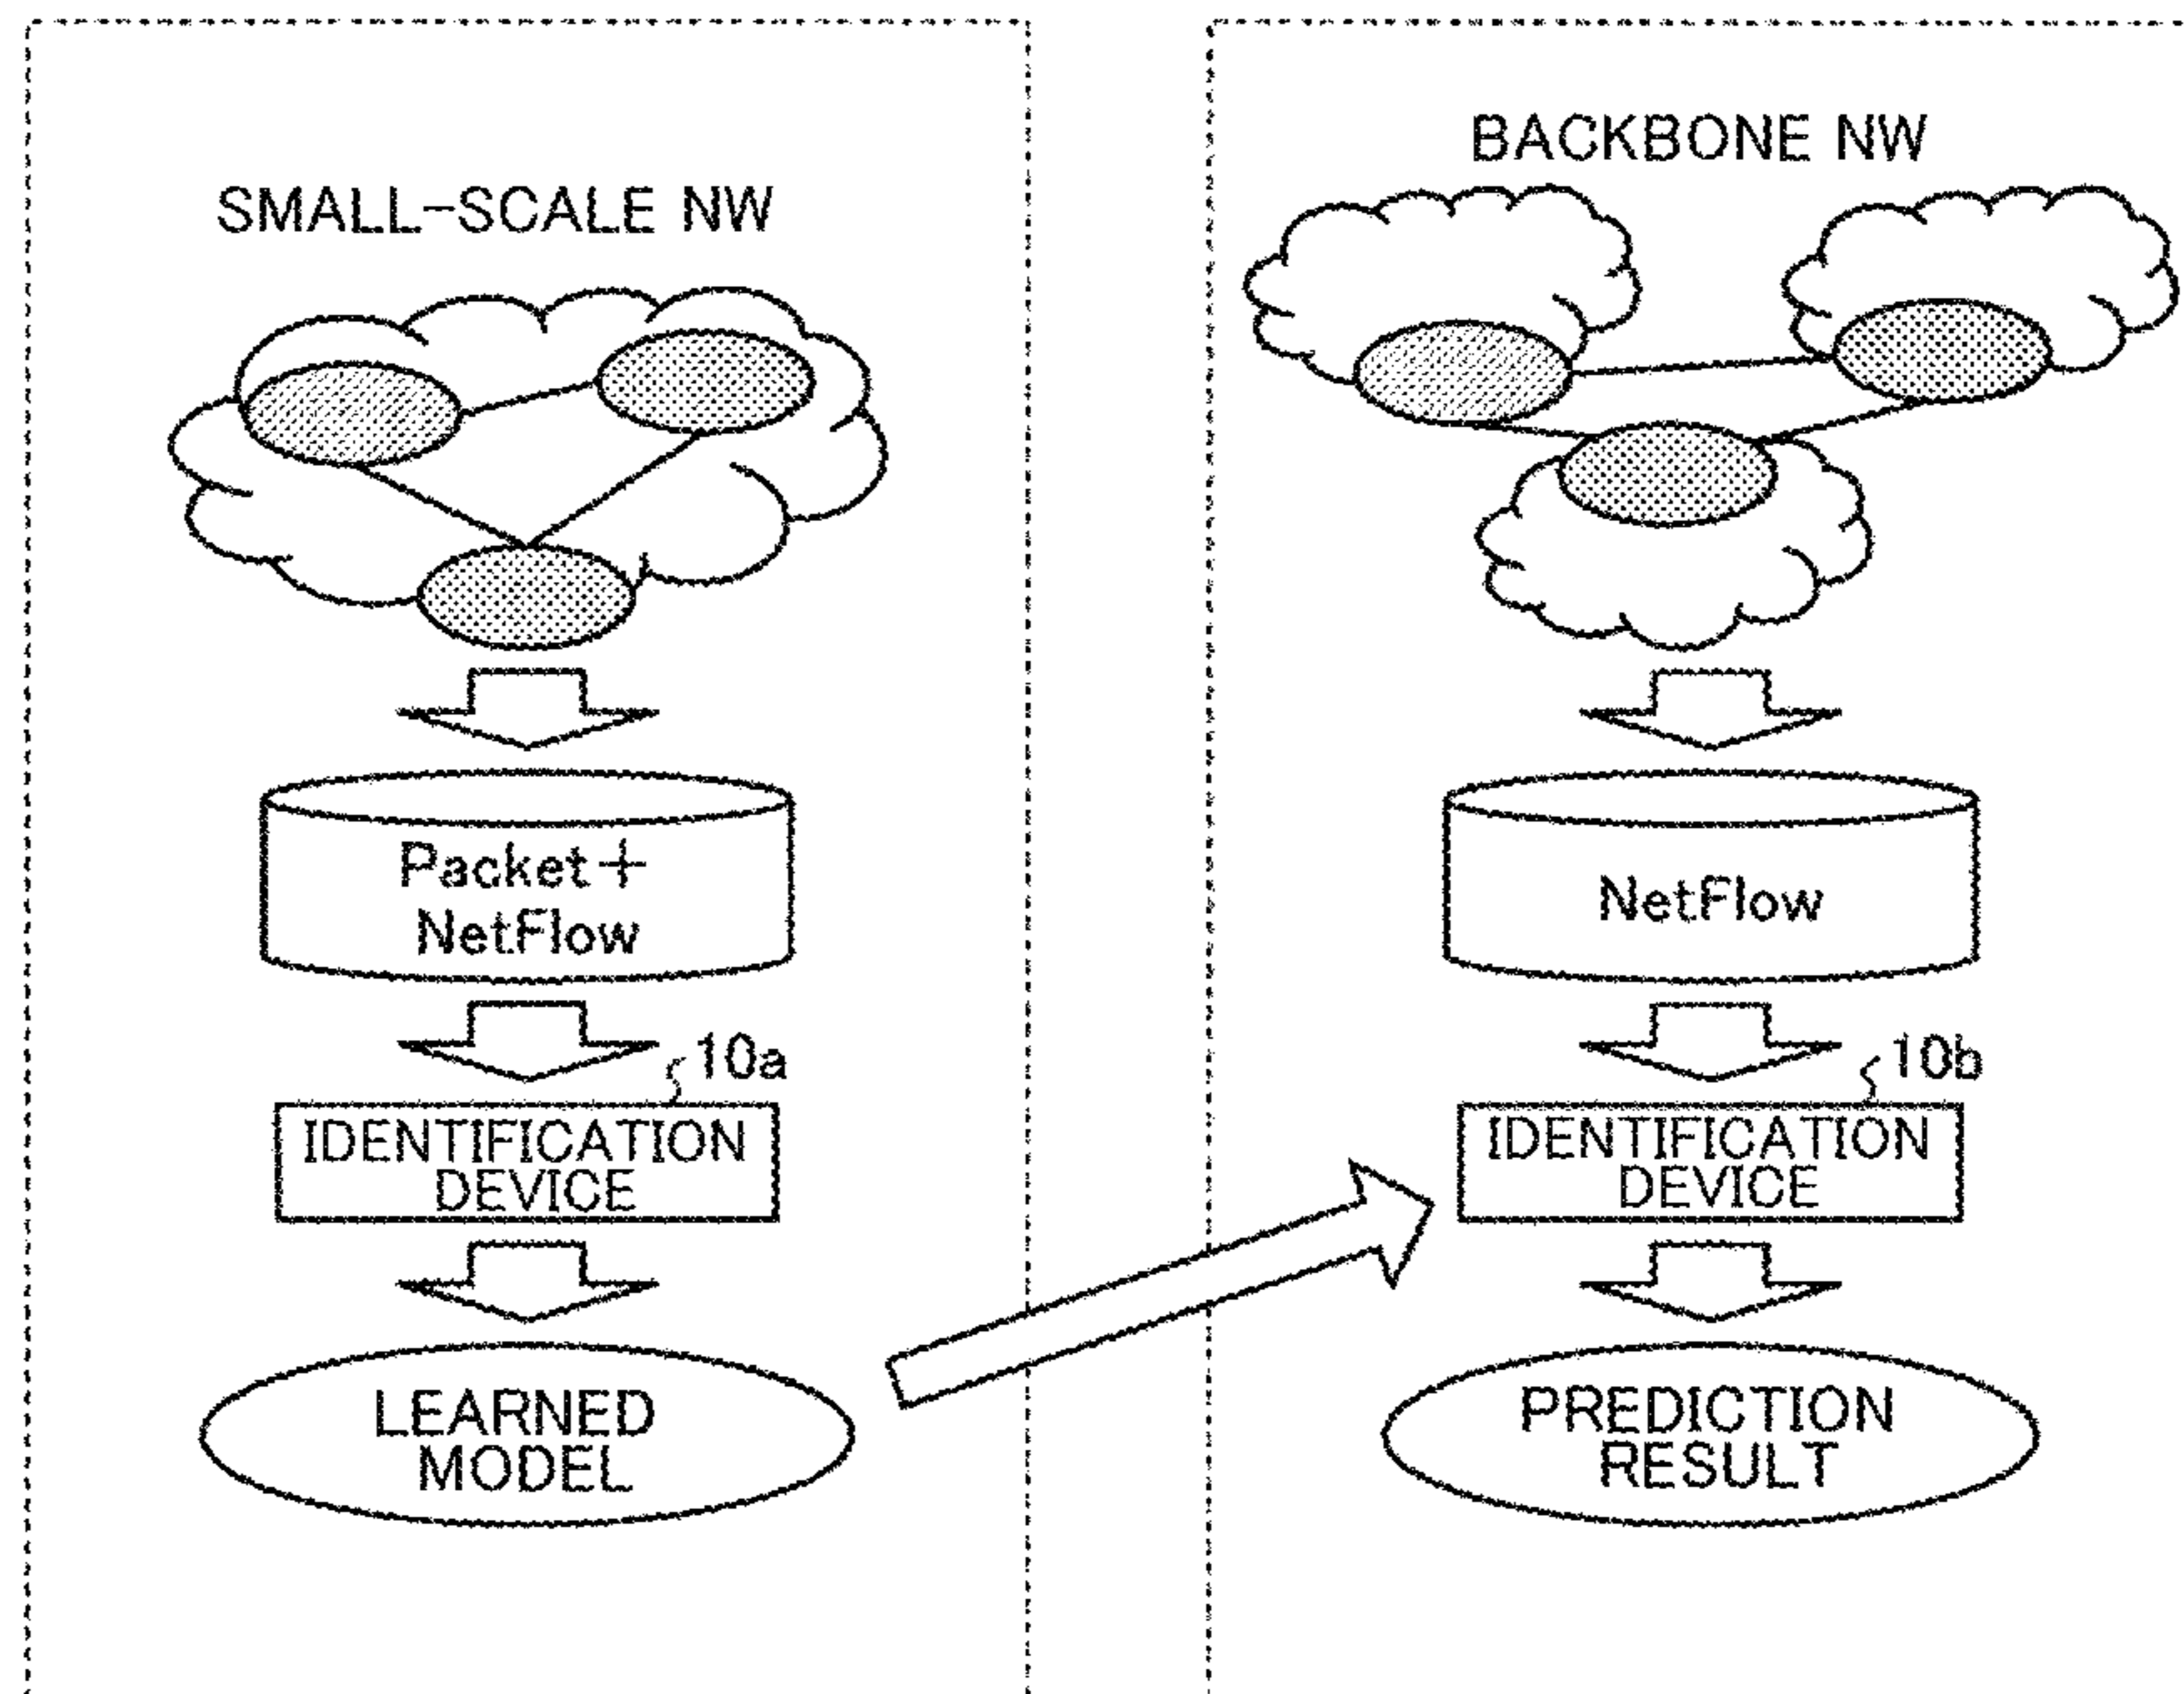 SMALL-SCALE NW
Packet+
NetFlow
10a
IDENTIFICATION
DEVICE
LEARNED
MODEL
BACKBONE NW
NetFlow
10b
IDENTIFICATION
DEVICE
PREDICTION
RESULT